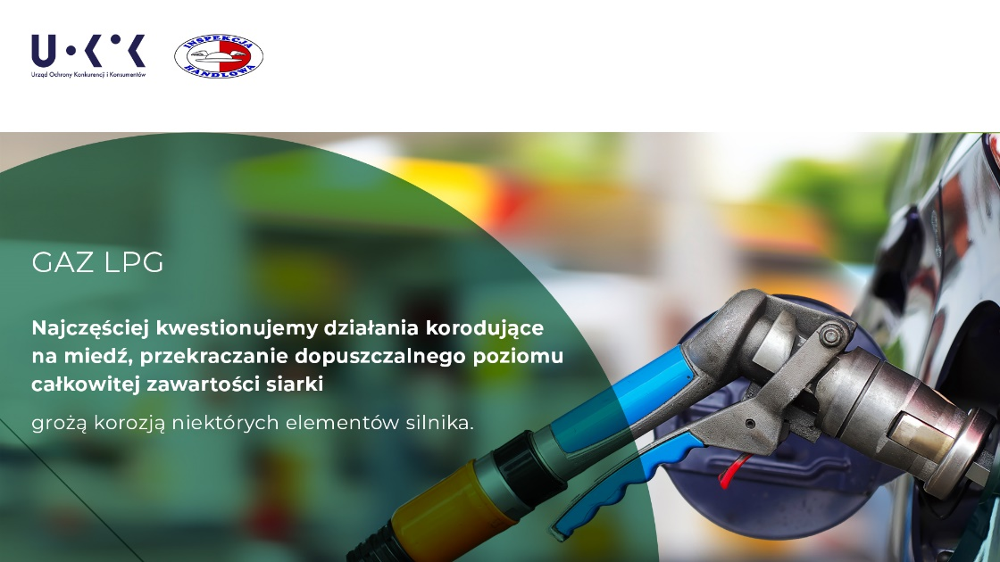 U·K·K
Urząd Ochrony Konkurencji i Konsumentów
INSPEKCJA
HANDLOWA
GAZ LPG
Najczęściej kwestionujemy działania korodujące
na miedź, przekraczanie dopuszczalnego poziomu
całkowitej zawartości siarki
grożą korozją niektórych elementów silnika.